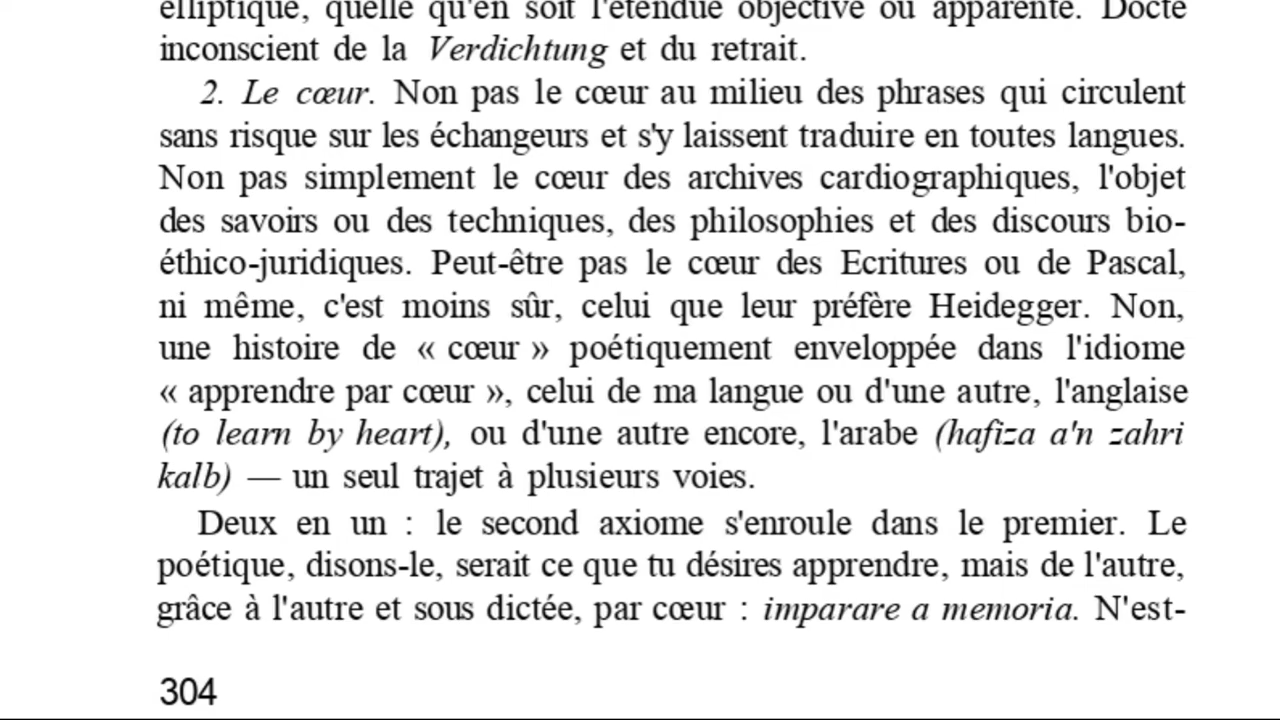 elliptique, quelle qu'en soit l'étendue objective ou apparente. Docte
inconscient de la Verdichtung et du retrait.
2. Le cœur. Non pas le cœur au milieu des phrases qui circulent
sans risque sur les échangeurs et s'y laissent traduire en toutes langues.
Non pas simplement le cœur des archives cardiographiques, l'objet
des savoirs ou des techniques, des philosophies et des discours bio-
éthico-juridiques. Peut-être pas le cœur des Ecritures ou de Pascal,
ni même, c'est moins sûr, celui que leur préfère Heidegger. Non,
une histoire de « cœur » poétiquement enveloppée dans l'idiome
« apprendre par cœur », celui de ma langue ou d'une autre, l'anglaise
(to learn by heart), ou d'une autre encore, l'arabe (hafiza a'n zahri
kalb) — un seul trajet à plusieurs voies.
Deux en un : le second axiome s'enroule dans le premier. Le
poétique, disons-le, serait ce que tu désires apprendre, mais de l'autre,
grâce à l'autre et sous dictée, par cœur : imparare a memoria. N'est-
304